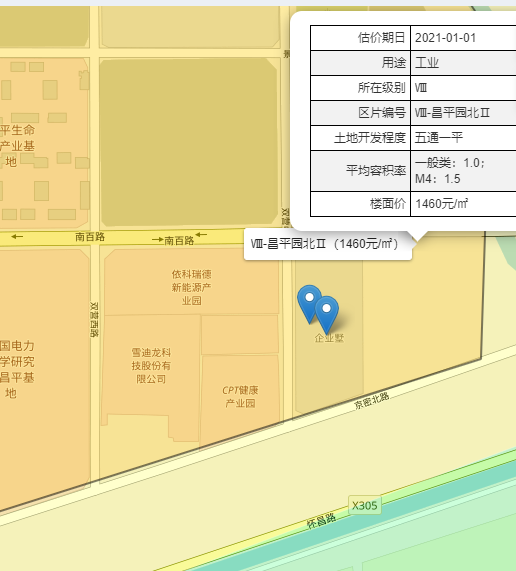 估价期日 2021-01-01
用途 工业
所在级别 Ⅷ
区片编号 Ⅷ-昌平园北Ⅱ
土地开发程度 五通一平
平均容积率 一般类：1.0；
M4：1.5
楼面价 1460元/㎡
景
平生命
产业基
地
双营
南百路
南百路
Ⅷ-昌平园北Ⅱ（1460元/㎡）
依科瑞德
新能源产
业园
双营西路
企业墅
国电力
学研究
昌平基
地
雪迪龙科
技股份有
限公司
CPT健康
产业园
京密北路
X305
怀昌路